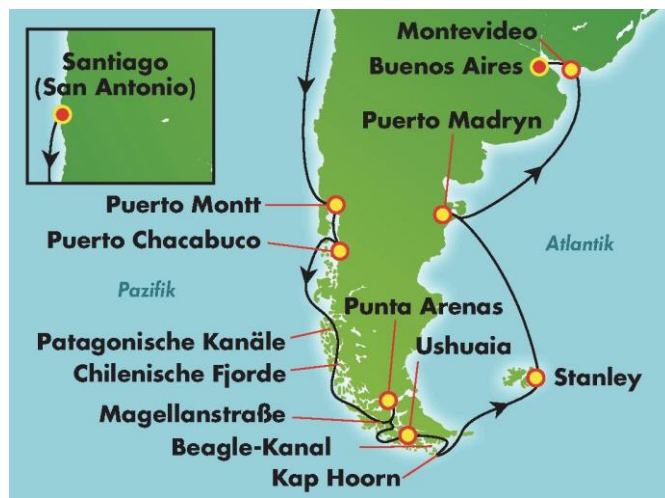 Santiago
(San Antonio)
Montevideo
Buenos Aires
Puerto Madryn
Puerto Montt
Puerto Chacabuco
Atlantik
Pazifik
Punta Arenas
Patagonische Kanäle
Ushuaia
Chilenische Fjorde
Stanley
Magellanstraße
Beagle-Kanal
Kap Hoorn